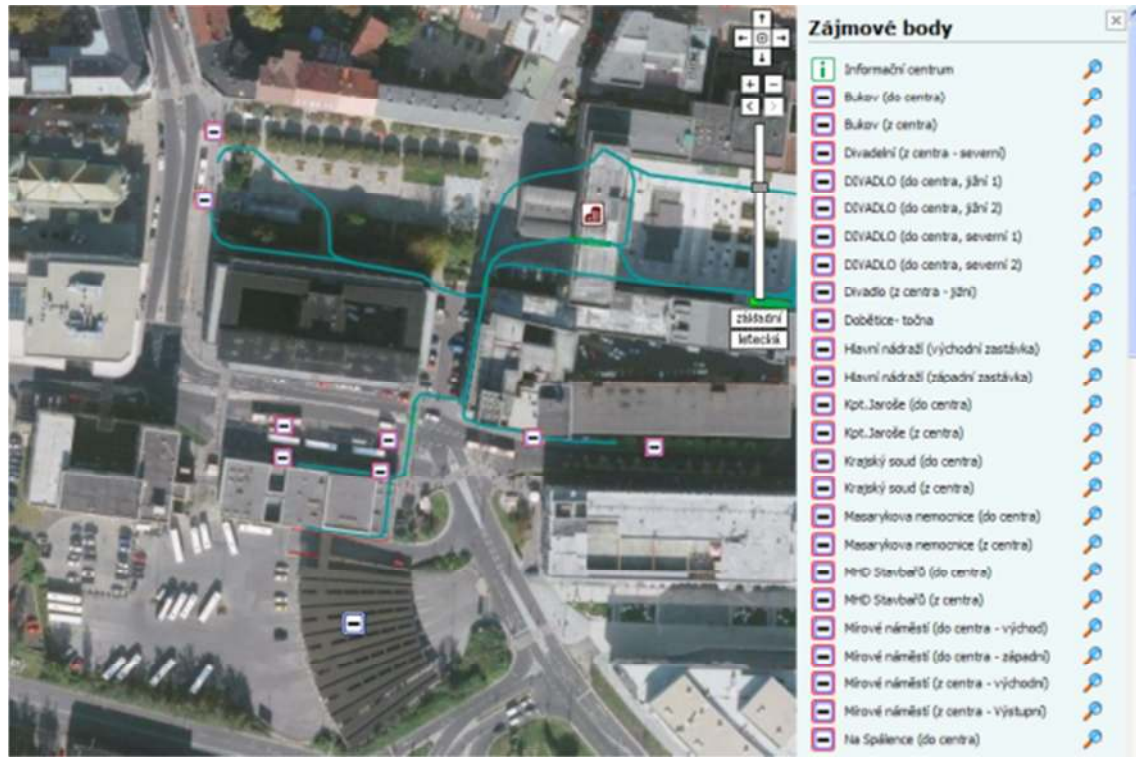 Zájmové body
Informační centrum
Bukov (do centra)
Bukov (z centra)
Divadelní (z centra - severní)
DIVADLO (do centra, jižní 1)
DIVADLO (do centra, jižní 2)
DIVADLO (do centra, severní 1)
DIVADLO (do centra, severní 2)
Divadlo (z centra - jižní)
Dobětice- točna
Hlavní nádraží (východní zastávka)
Hlavní nádraží (západní zastávka)
Kpt.Jaroše (do centra)
Kpt.Jaroše (z centra)
Krajský soud (do centra)
Krajský soud (z centra)
Masarykova nemocnice (do centra)
Masarykova nemocnice (z centra)
MHD Stavbařů (do centra)
MHD Stavbařů (z centra)
Mírové náměstí (do centra - východ)
Mírové náměstí (do centra - západní)
Mírové náměstí (z centra - východní)
Mírové náměstí (z centra - Výstupní)
Na Spálence (do centra)
základní
letecká